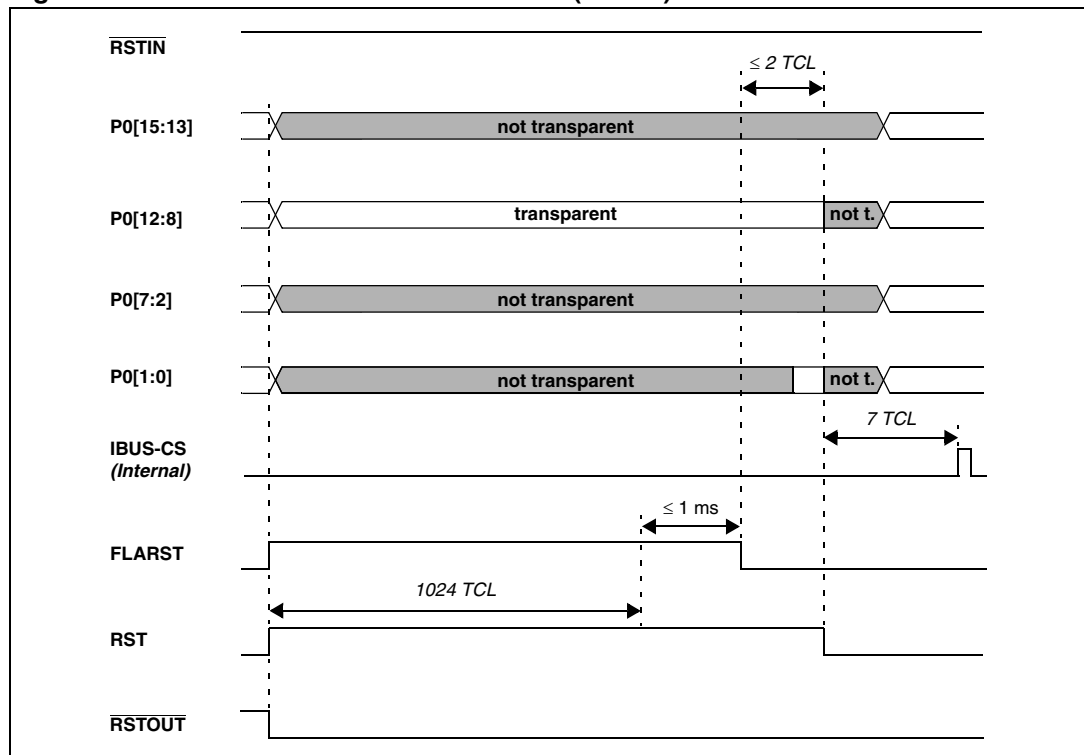 RSTIN
≤ 2 TCL
P0[15:13]
not transparent
P0[12:8]
transparent
not t.
P0[7:2]
not transparent
P0[1:0]
not transparent
not t.
7 TCL
IBUS-CS
(Internal)
≤ 1 ms
FLARST
1024 TCL
RST
RSTOUT